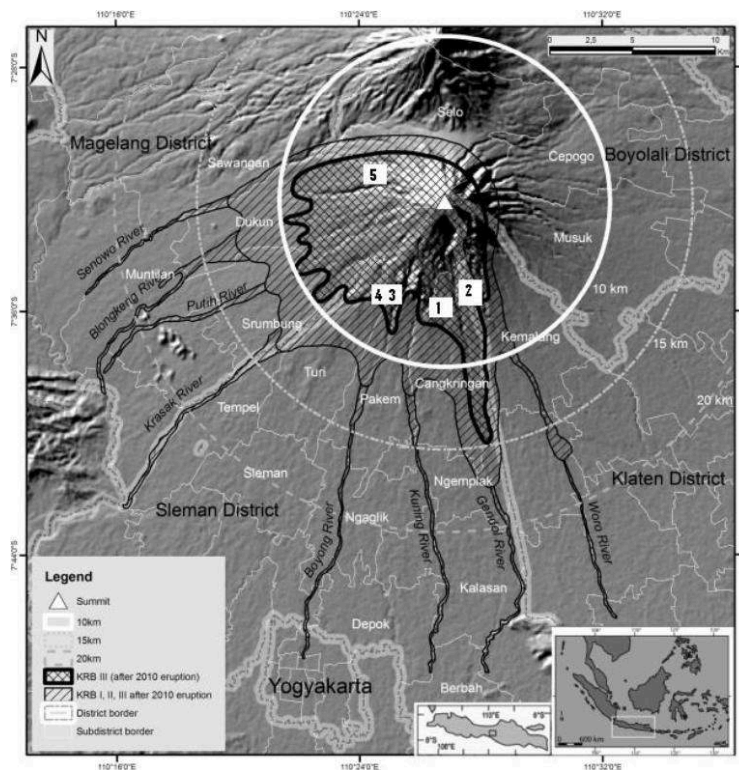 110°16'E 110°24'E 110°32'E
N
0 2,5 5 10
Km
7°28'0"S
Selo
Magelang District
Sawangan
Cepogo
Boyolali District
5
Dukun
Musuk
Senowo River
Muntilan
10 km
Blongkeng River
Putih River
4 3
1
2
7°36'0"S
Srumbung
Kemalang
15 km
Turi
Cangkringan
20 km
Pakem
Krasak River
Tempel
Sleman
Ngemplak
Klaten District
Sleman District
Ngaglik
Boyong River
Kuning River
Gendol River
Woro River
7°44'0"S
Kalasan
Legend
Summit
10km
15km
20km
KRB III (after 2010 eruption)
KRB I, II, III after 2010 eruption
District border
Subdistrict border
Depok
Yogyakarta
Berbah
110°E
8°S
0 600 km
110°16'E 110°24'E 110°32'E